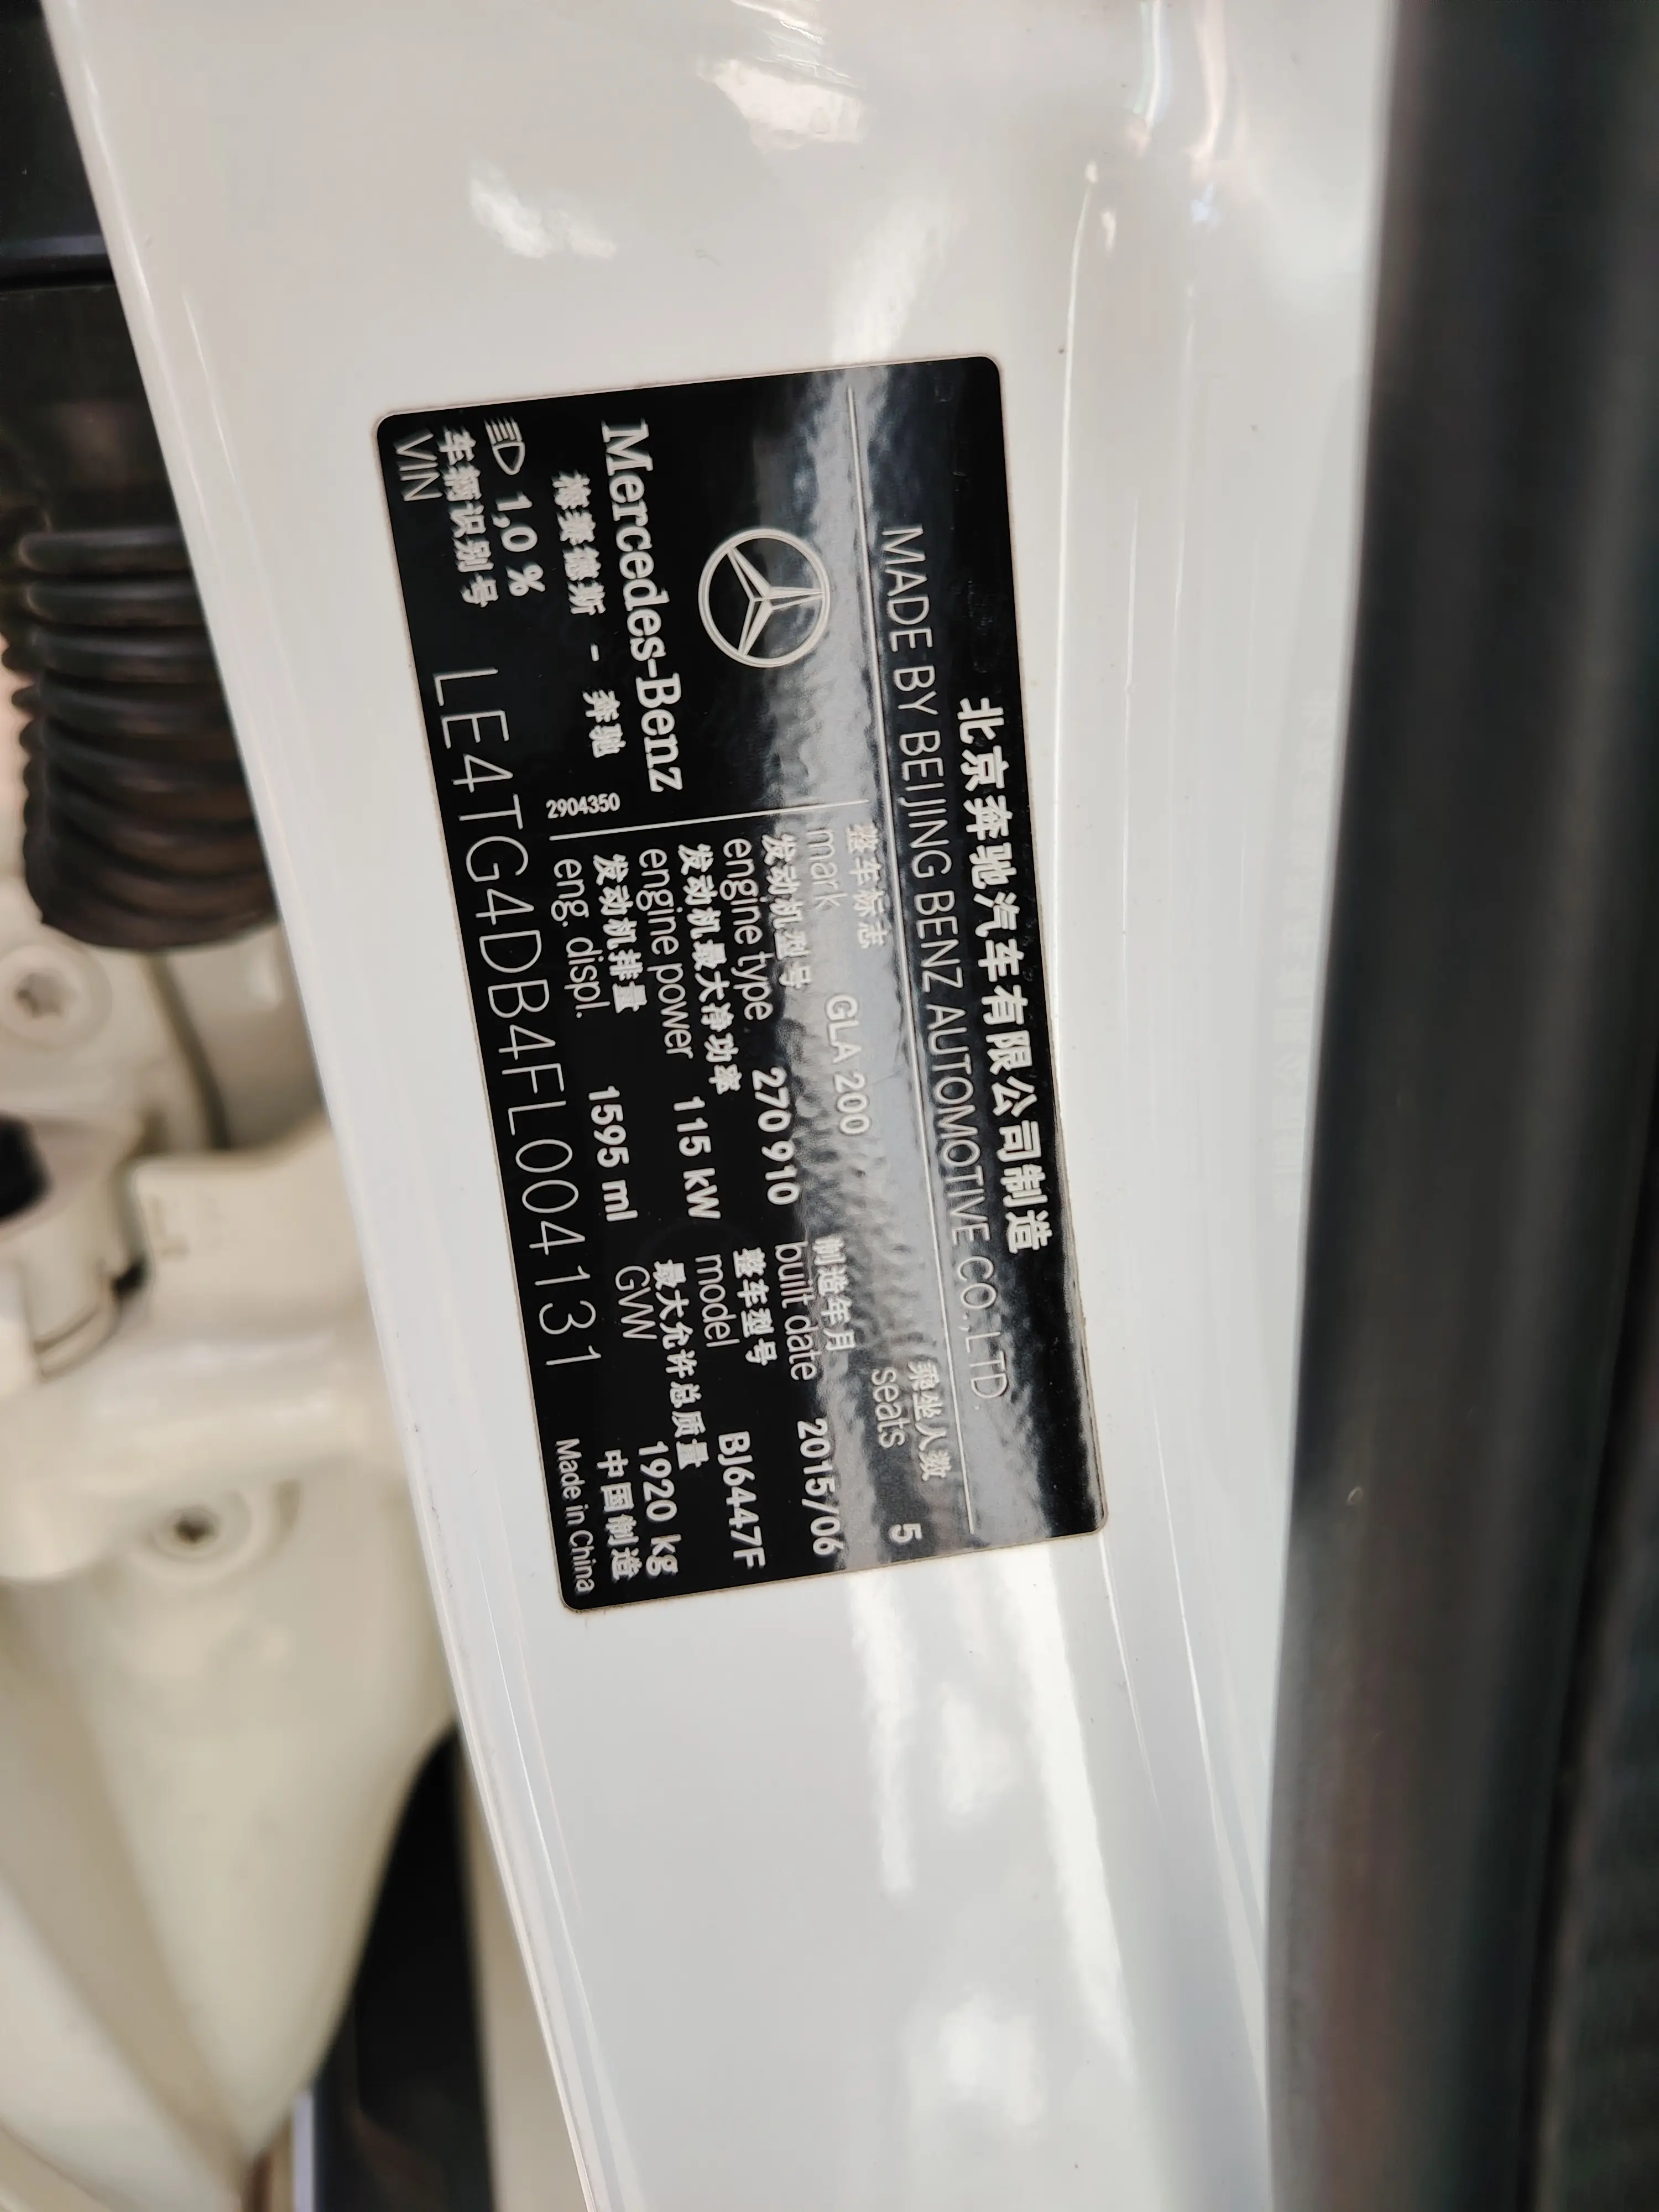 北京奔驰汽车有限公司制造
MADE BY BEIJING BENZ AUTOMOTIVE CO.,LTD.
整车标志
mark GLA 200
乘坐人数
seats 5
发动机型号
engine type 270 910
制造年月
built date 2015/06
发动机最大净功率
engine power 115 kW
整车型号
model BJ6447F
发动机排量
eng. displ. 1595 ml
最大允许总质量
GVW 1920 kg
Mercedes-Benz
梅赛德斯 - 奔驰
2904350
1,0 %
中国制造
Made in China
车辆识别号
VIN LE4TG4DB4FL004131